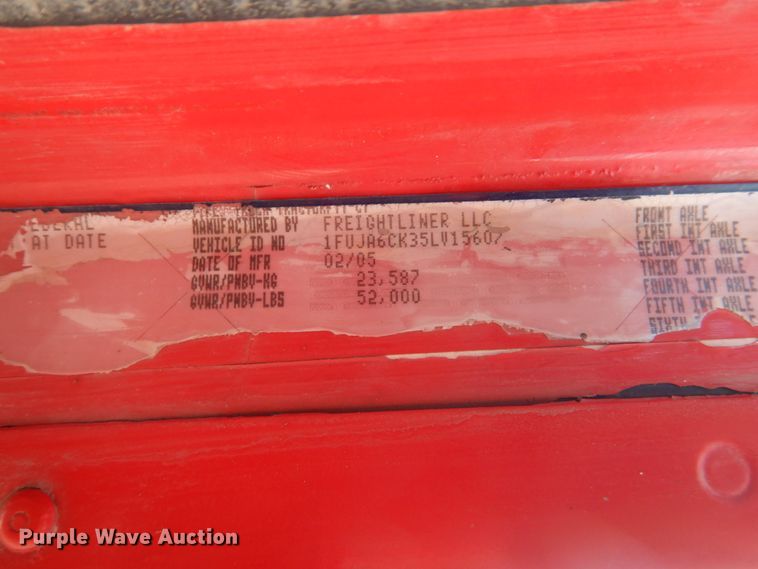 EDERAL
AT DATE
MANUFACTURED BY FREIGHTLINER LLC
VEHICLE ID NO 1FUJA6CK35LV15607
DATE OF MFR 02/05
GVWR/PNBV-KG 23,587
GVWR/PNBV-LBS 52,000
FRONT AXLE
FIRST INT AXLE
SECOND INT AXLE
THIRD INT AXLE
FOURTH INT AXLE
FIFTH INT AXLE
Purple Wave Auction